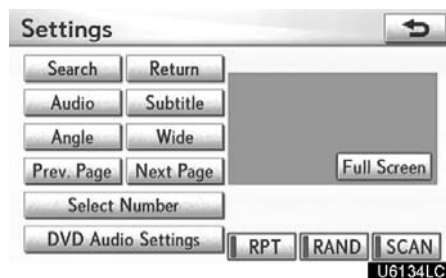 Settings
Search Return
Audio Subtitle
Angle Wide
Prev. Page Next Page Full Screen
Select Number
DVD Audio Settings RPT RAND SCAN
U6134LC